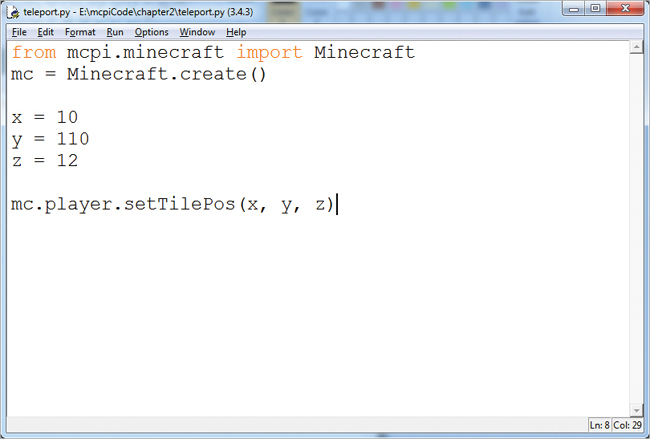 teleport.py - E:\mcpiCode\chapter2\teleport.py (3.4.3)
File Edit Format Run Options Window Help
from mcpi.minecraft import Minecraft
mc = Minecraft.create()
x = 10
y = 110
z = 12
mc.player.setTilePos(x, y, z)
Ln: 8 Col: 29